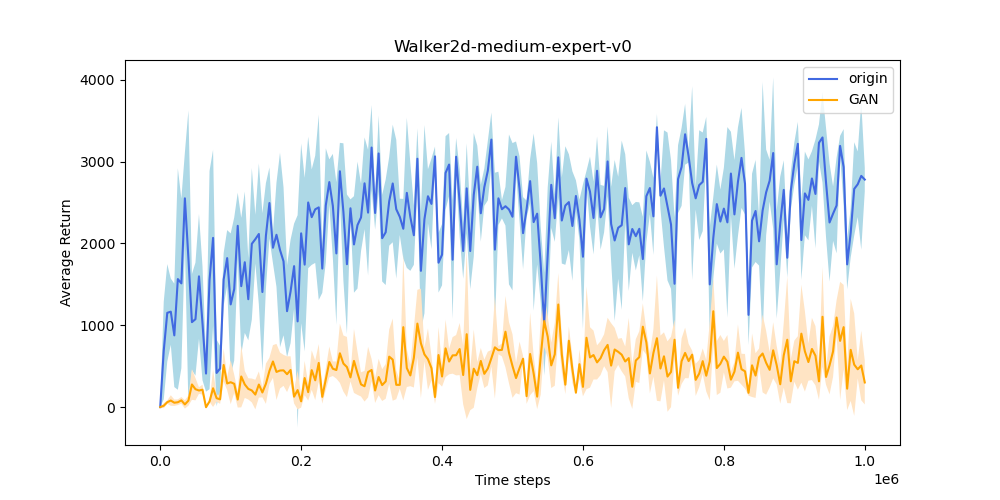 Walker2d-medium-expert-v0
origin
GAN
Average Return
4000
3000
2000
1000
0
0.0 0.2 0.4 0.6 0.8 1.0
1e6
Time steps